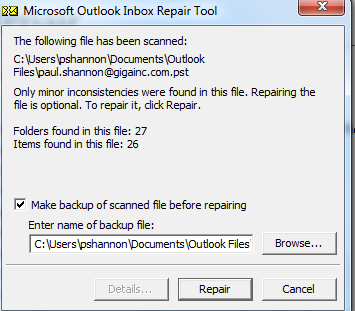 Microsoft Outlook Inbox Repair Tool
The following file has been scanned:
C:\Users\pshannon\Documents\Outlook
Files\paul.shannon@gigainc.com.pst
Only minor inconsistencies were found in this file. Repairing the
file is optional. To repair it, click Repair.
Folders found in this file: 27
Items found in this file: 26
Make backup of scanned file before repairing
Enter name of backup file:
C:\Users\pshannon\Documents\Outlook Files
Browse...
Details...
Repair
Cancel